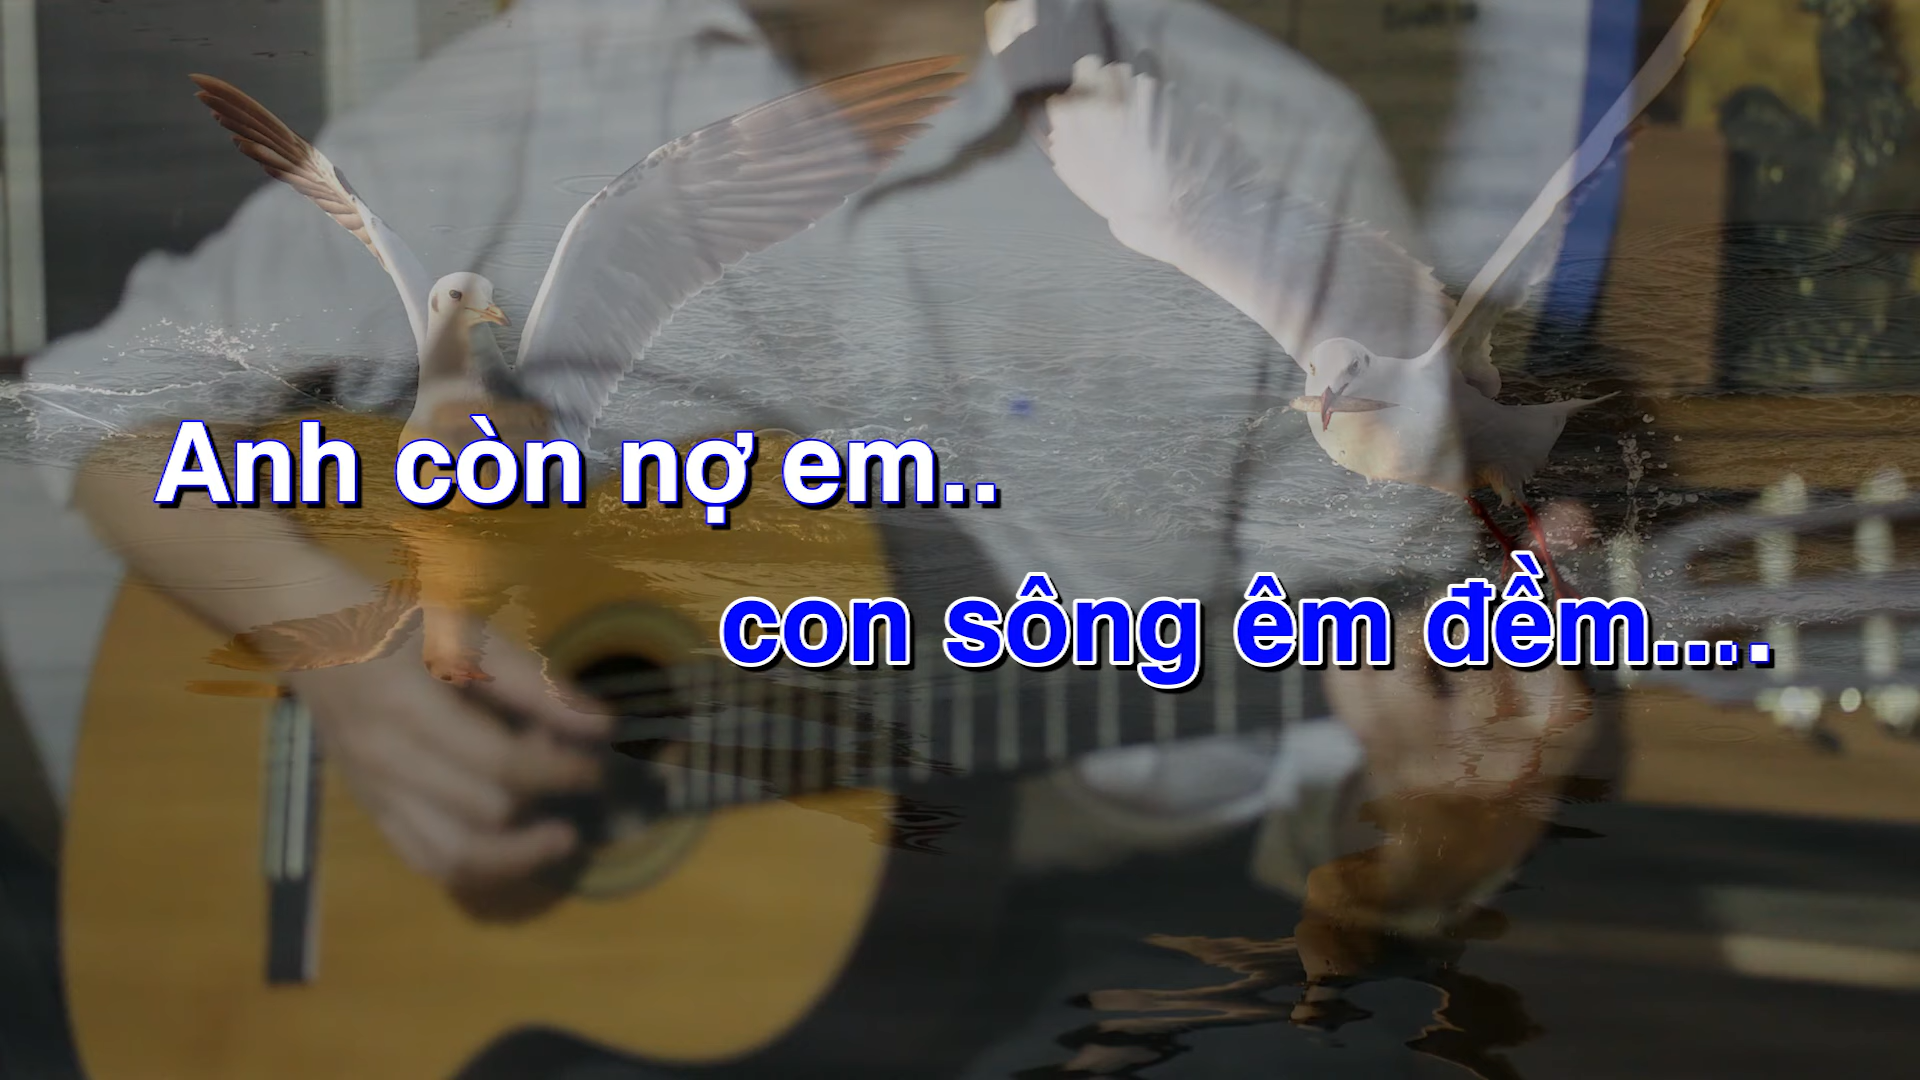 Anh còn nợ em..
con sông êm đềm....